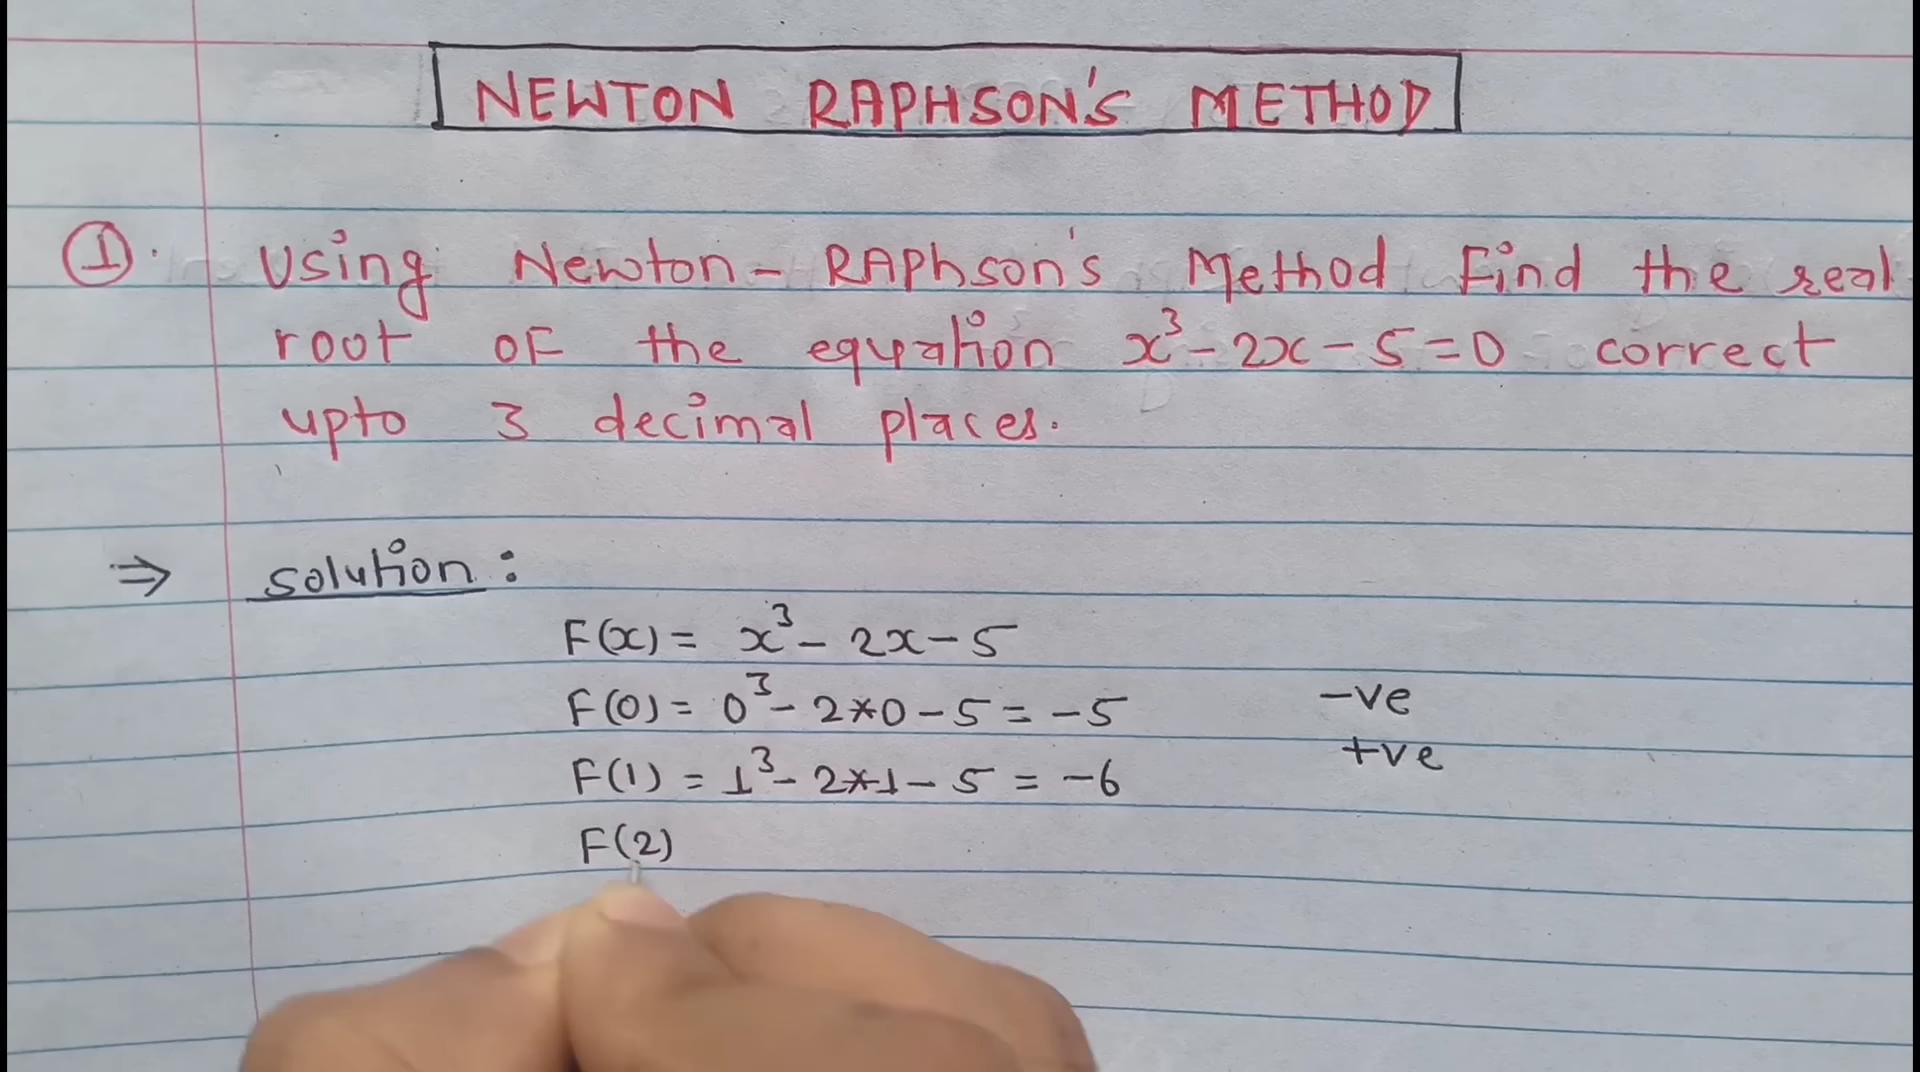 NEWTON RAPHSON'S METHOD
① . Using Newton - RAPhson's Method Find the real
root OF the equation x³ - 2x - 5 = 0 correct
upto 3 decimal places.
⇒ solution :
F(x) = x³ - 2x - 5
F(0) = 0³ - 2*0 - 5 = -5 -ve
F(1) = 1³ - 2*1 - 5 = -6 +ve
F(2)